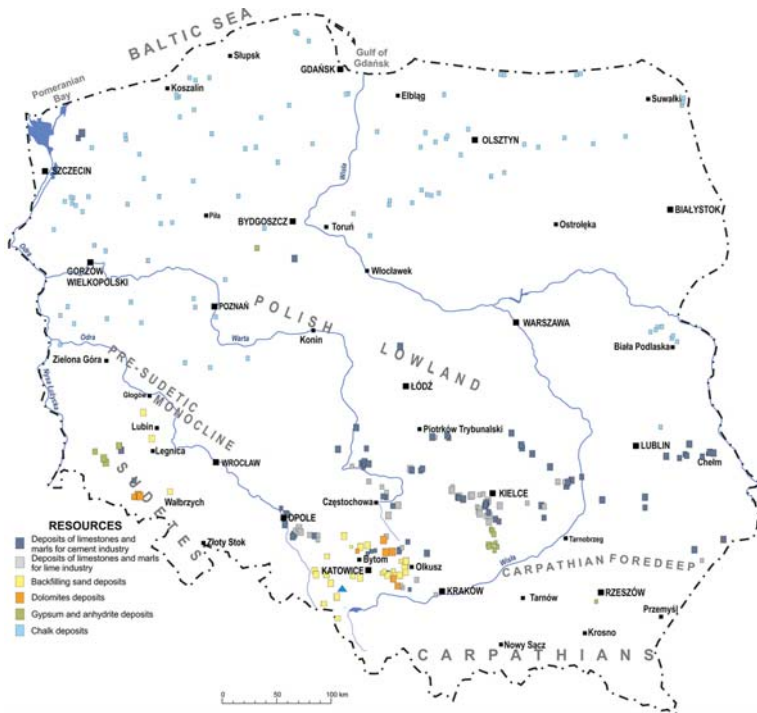 BALTIC SEA
Pomeranian
Bay
Gulf of
Gdańsk
Słupsk
GDAŃSK
Koszalin
Elbląg
Suwałki
OLSZTYN
SZCZECIN
Wisła
Piła
BYDGOSZCZ
Toruń
Ostrołęka
BIAŁYSTOK
Odra
GORZÓW
WIELKOPOLSKI
Włocławek
POZNAŃ
POLISH
LOWLAND
Konin
Warta
WARSZAWA
Odra
Zielona Góra
Biała Podlaska
Nysa Łużycka
PRE-SUDETIC
MONOCLINE
Głogów
ŁÓDŹ
Lubin
Legnica
Piotrków Trybunalski
LUBLIN
Chełm
WROCLAW
SUDETES
Wałbrzych
Częstochowa
KIELCE
OPOLE
Złoty Stok
Tarnobrzeg
Bytom
KATOWICE
Olkusz
Wisła
CARPATHIAN FOREDEEP
KRAKÓW
Tarnów
RZESZÓW
Przemyśl
Krosno
Nowy Sącz
CARPATHIANS
RESOURCES
Deposits of limestones and
marls for cement industry
Deposits of limestones and marls
for lime industry
Backfilling sand deposits
Dolomites deposits
Gypsum and anhydrite deposits
Chalk deposits
0 50 100 km